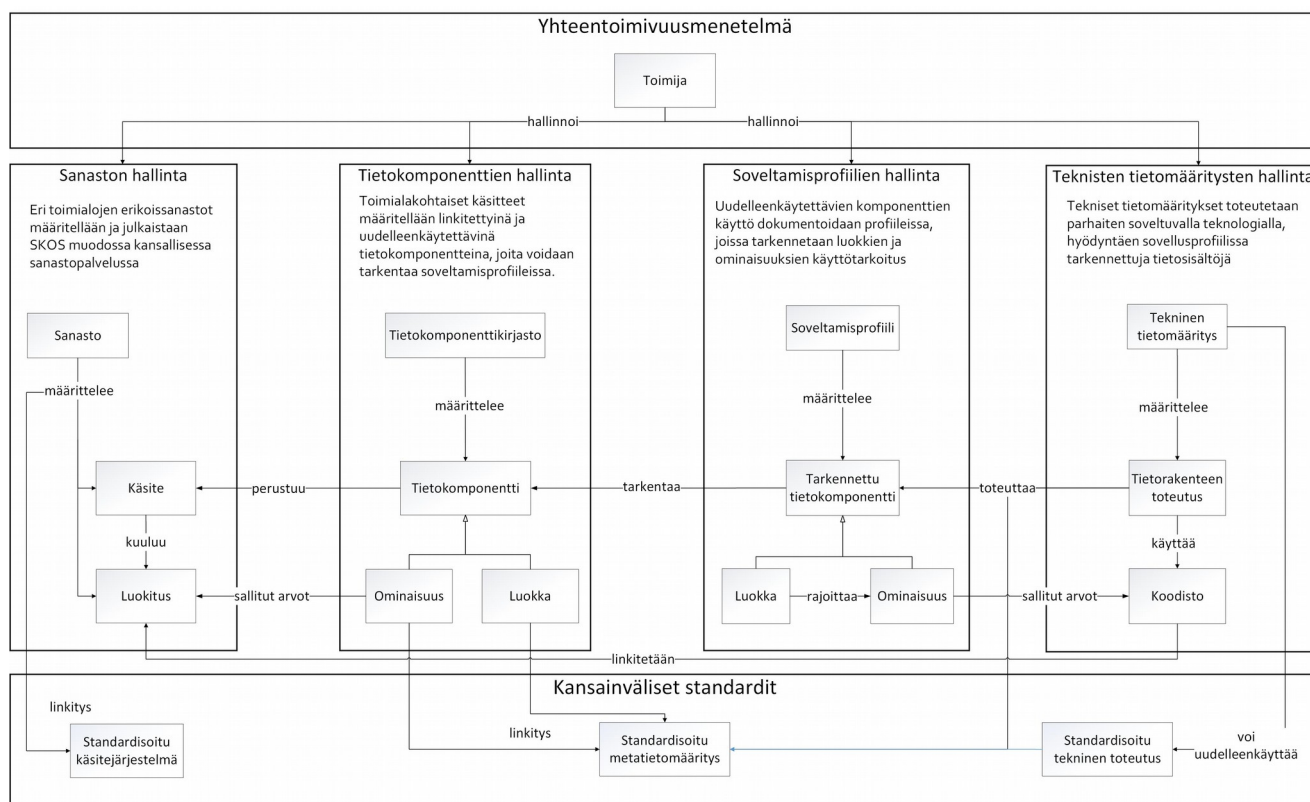 Yhteentoimivuusmenetelmä
Toimija
hallinnoi
hallinnoi
Sanaston hallinta
Eri toimialojen erikoissanastot
määritellään ja julkaistaan
SKOS muodossa kansallisessa
sanastopalvelussa
Sanasto
määrittelee
Käsite
kuuluu
Luokitus
Tietokomponenttien hallinta
Toimialakohtaiset käsitteet
määritellään linkitettyinä ja
uudelleenkäytettävinä
tietokomponentteina, joita voidaan
tarkentaa soveltamisprofiileissa.
Tietokomponenttikirjasto
määrittelee
perustuu
Tietokomponentti
sallitut arvot
Ominaisuus
Luokka
Soveltamisprofiilien hallinta
Uudelleenkäytettävien komponenttien
käyttö dokumentoidaan profiileissa,
joissa tarkennetaan luokkien ja
ominaisuuksien käyttötarkoitus
Soveltamisprofiili
määrittelee
tarkentaa
Tarkennettu
tietokomponentti
Luokka
rajoittaa
Ominaisuus
Teknisten tietomääritysten hallinta
Tekniset tietomääritykset toteutetaan
parhaiten soveltuvalla teknologialla,
hyödyntäen sovellusprofiilissa
tarkennettuja tietosisältöjä
Tekninen
tietomääritys
määrittelee
toteuttaa
Tietorakenteen
toteutus
käyttää
sallitut arvot
Koodisto
linkitetään
Kansainväliset standardit
linkitys
Standardisoitu
käsitejärjestelmä
linkitys
Standardisoitu
metatietomääritys
Standardisoitu
tekninen toteutus
voi
uudelleenkäyttää